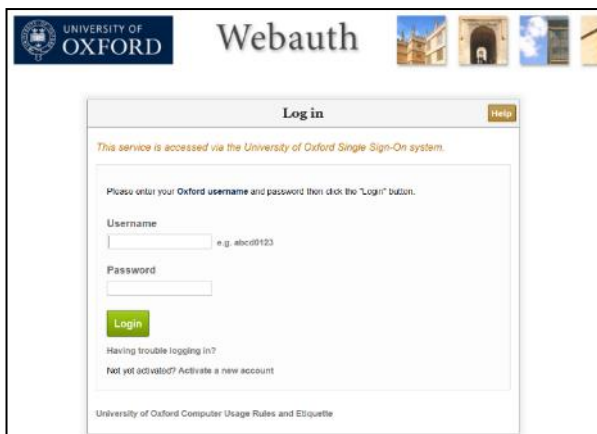 UNIVERSITY OF
OXFORD
Webauth
Log in
Help
This service is accessed via the University of Oxford Single Sign-On system.
Please enter your Oxford username and password then click the "Login" button.
Username
e.g. abcd0123
Password
Login
Having trouble logging in?
Not yet activated? Activate a new account
University of Oxford Computer Usage Rules and Etiquette